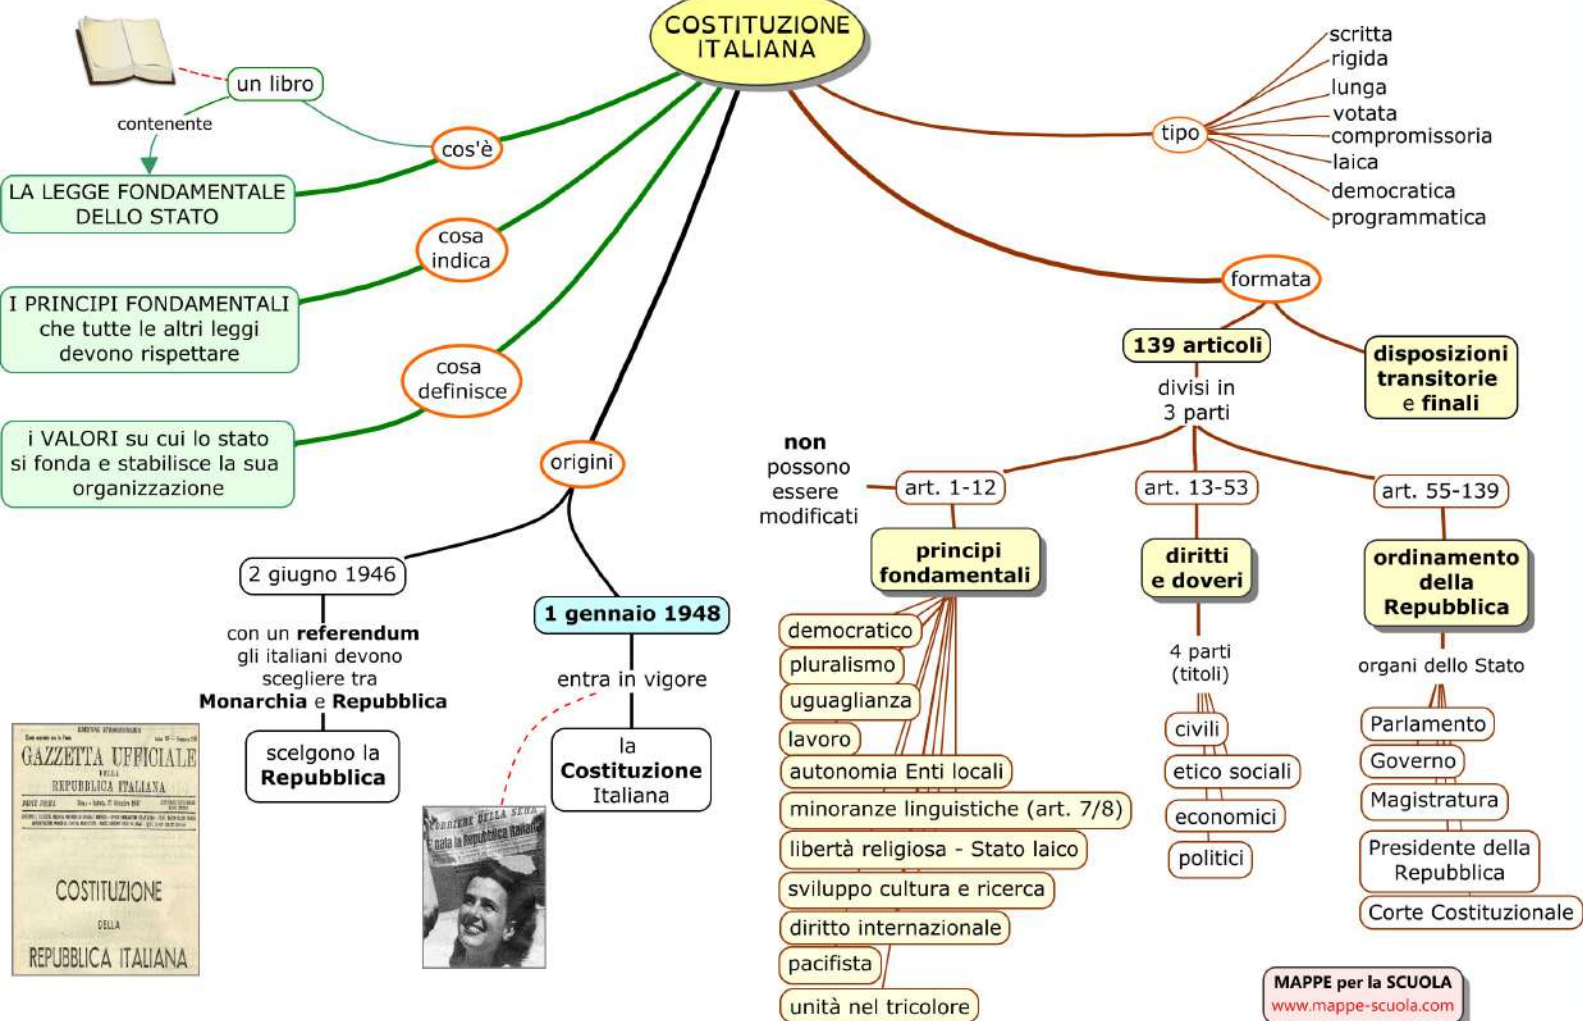 COSTITUZIONE
ITALIANA
un libro
contenente
cos'è
LA LEGGE FONDAMENTALE
DELLO STATO
cosa
indica
I PRINCIPI FONDAMENTALI
che tutte le altri leggi
devono rispettare
cosa
definisce
i VALORI su cui lo stato
si fonda e stabilisce la sua
organizzazione
origini
2 giugno 1946
con un referendum
gli italiani devono
scegliere tra
Monarchia e Repubblica
scelgono la
Repubblica
1 gennaio 1948
entra in vigore
la
Costituzione
Italiana
GAZZETTA UFFICIALE
DELLA
REPUBBLICA ITALIANA
COSTITUZIONE
DELLA
REPUBBLICA ITALIANA
CORRIERE DELLA SERA
E' nata la Repubblica Italiana
tipo
scritta
rigida
lunga
votata
compromissoria
laica
democratica
programmatica
formata
139 articoli
divisi in
3 parti
disposizioni
transitorie
e finali
non
possono
essere
modificati
art. 1-12
principi
fondamentali
democratico
pluralismo
uguaglianza
lavoro
autonomia Enti locali
minoranze linguistiche (art. 7/8)
libertà religiosa - Stato laico
sviluppo cultura e ricerca
diritto internazionale
pacifista
unità nel tricolore
art. 13-53
diritti
e doveri
4 parti
(titoli)
civili
etico sociali
economici
politici
art. 55-139
ordinamento
della
Repubblica
organi dello Stato
Parlamento
Governo
Magistratura
Presidente della
Repubblica
Corte Costituzionale
MAPPE per la SCUOLA
www.mappe-scuola.com